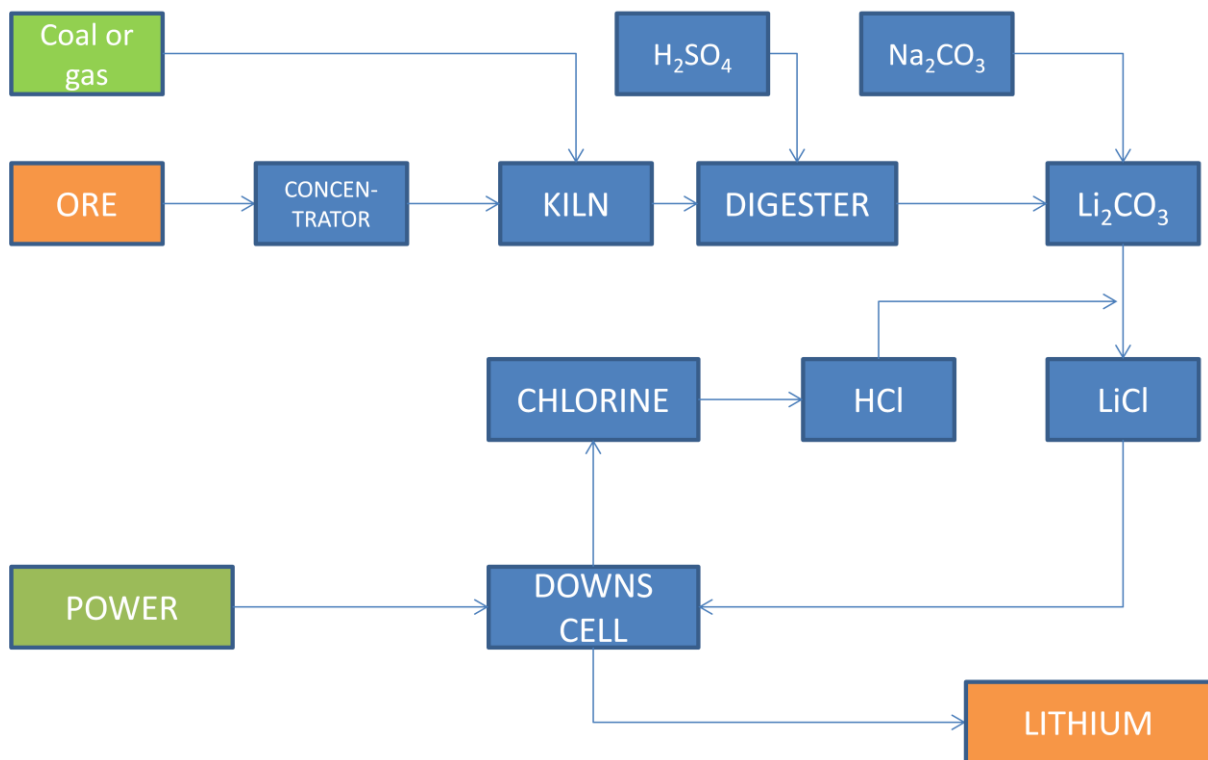 Coal or
gas
H₂SO₄
Na₂CO₃
ORE
CONCEN-
TRATOR
KILN
DIGESTER
Li₂CO₃
CHLORINE
HCl
LiCl
POWER
DOWNS
CELL
LITHIUM